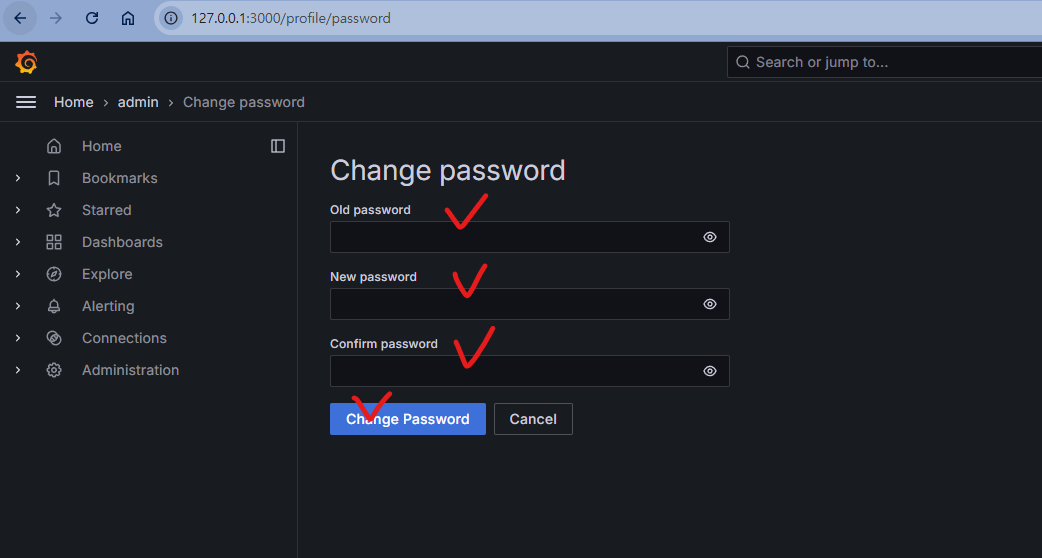 127.0.0.1:3000/profile/password
Search or jump to...
Home › admin › Change password
Home
Bookmarks
Starred
Dashboards
Explore
Alerting
Connections
Administration
Change password
Old password
New password
Confirm password
Change Password Cancel